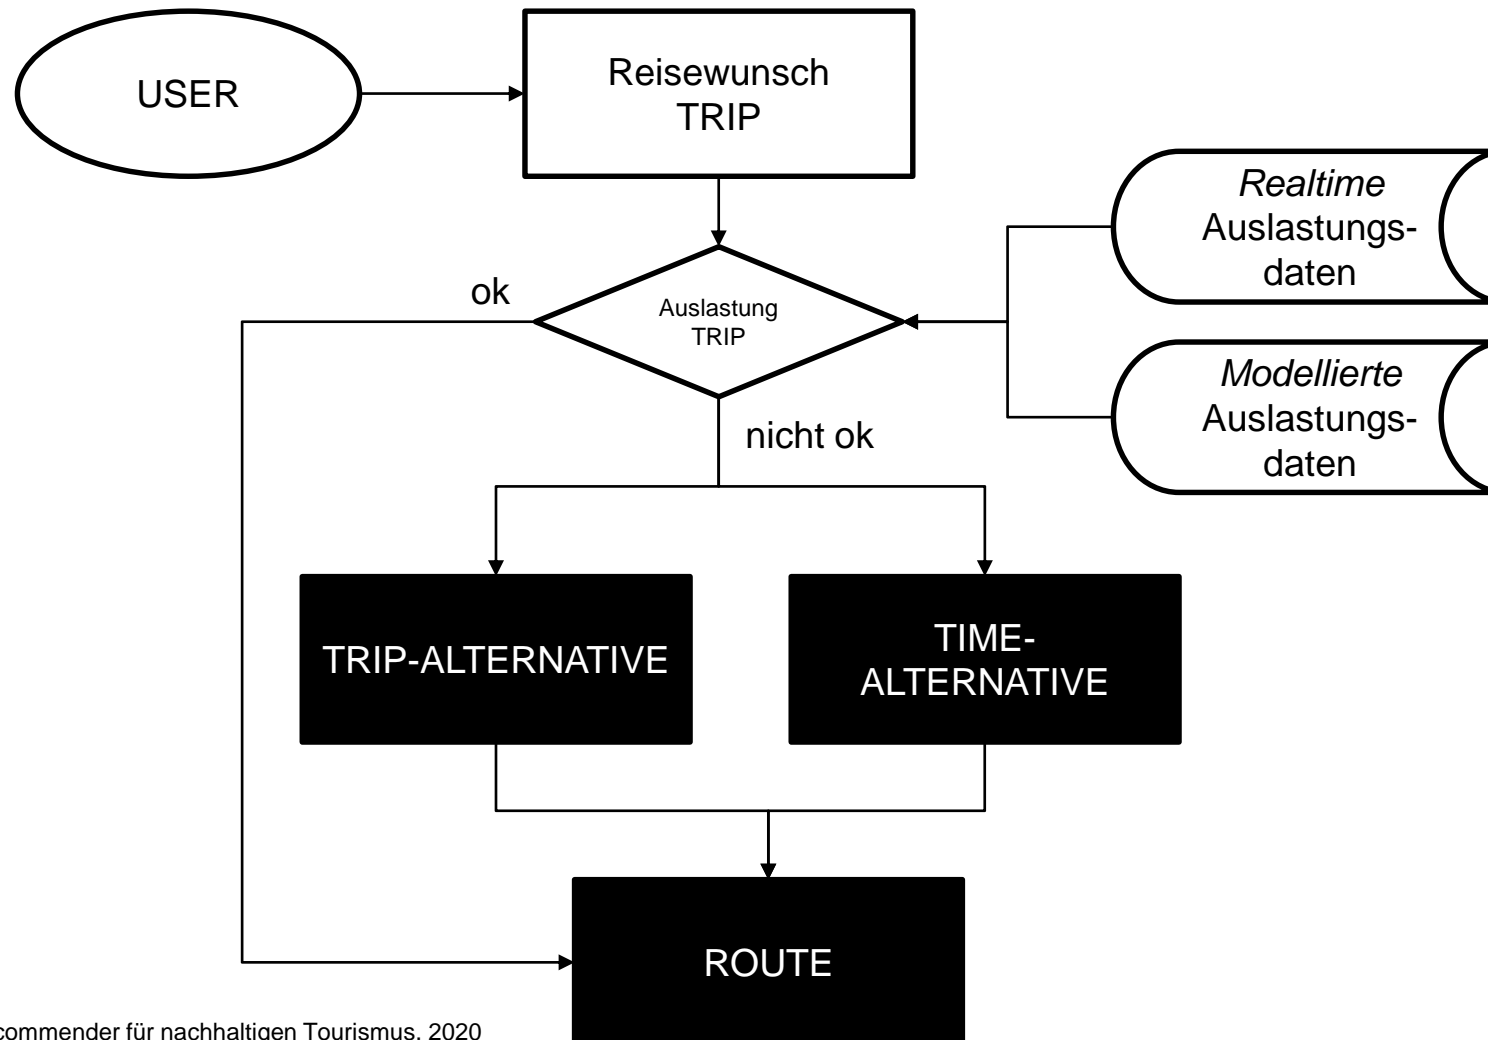 USER
Reisewunsch
TRIP
Realtime
Auslastungs-
daten
ok
Auslastung
TRIP
Modellierte
Auslastungs-
daten
nicht ok
TRIP-ALTERNATIVE
TIME-
ALTERNATIVE
ROUTE
commender für nachhaltigen Tourismus, 2020